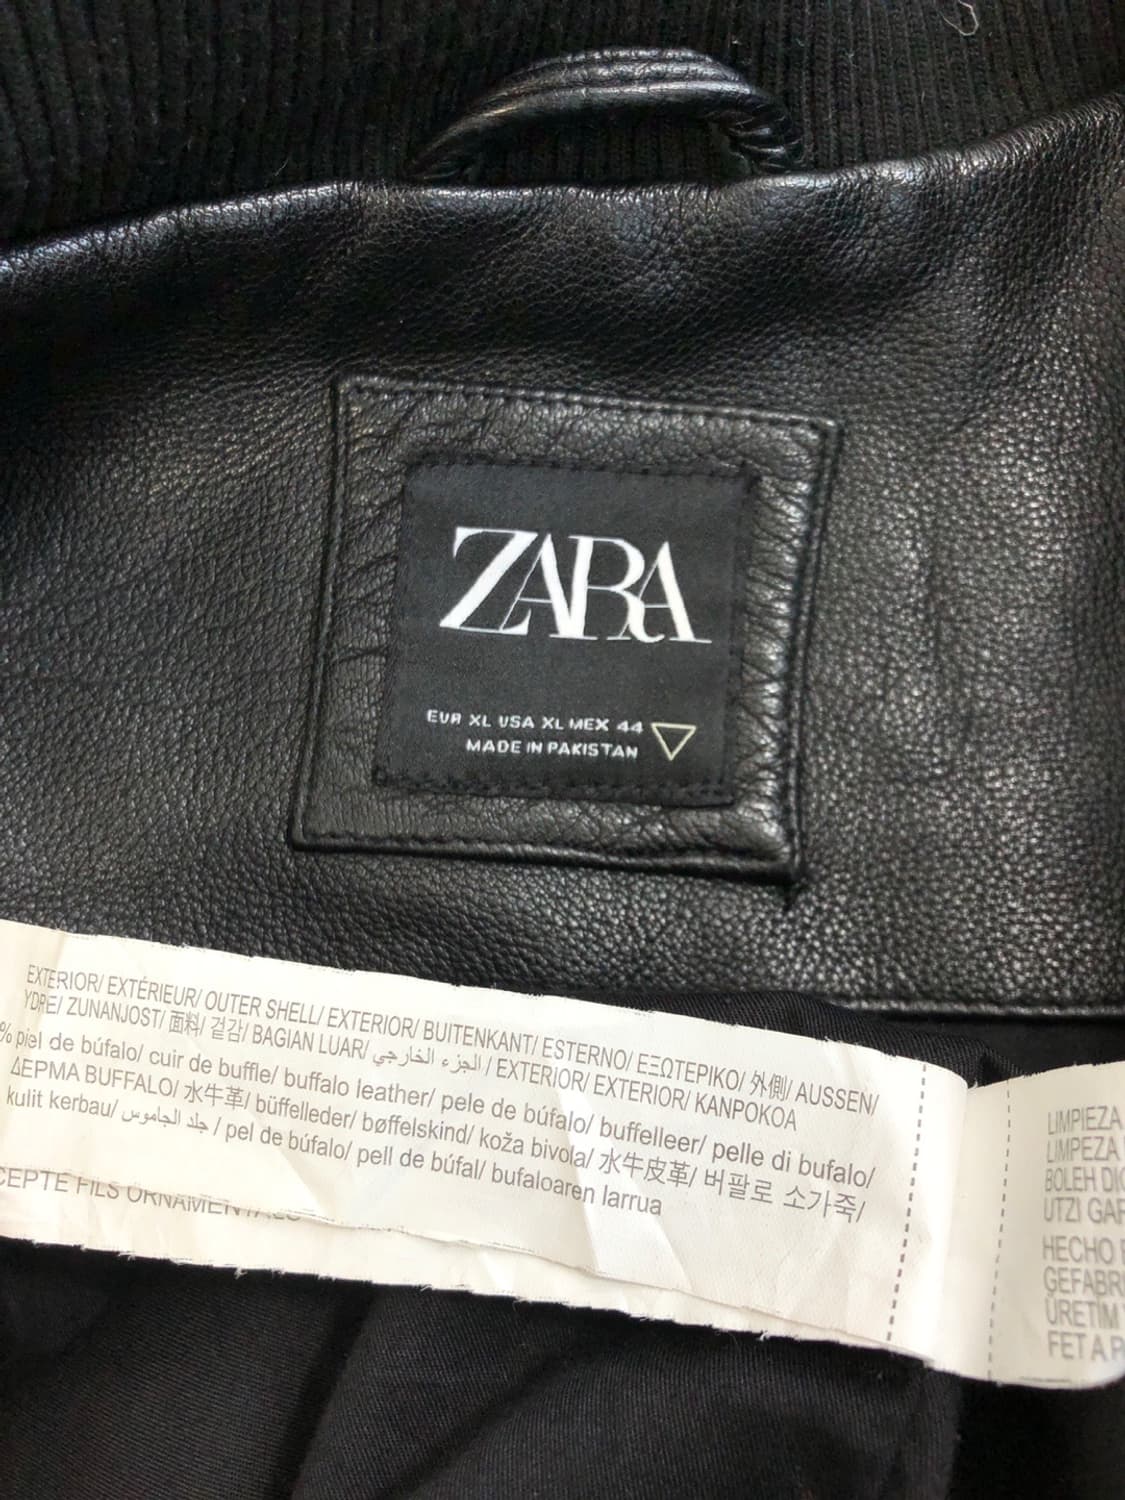 ZARA
EUR XL USA XL MEX 44
MADE IN PAKISTAN
EXTERIOR/ EXTÉRIEUR/ OUTER SHELL/ EXTERIOR/ BUITENKANT/ ESTERNO/ ΕΞΩΤΕΡΙΚΟ/ 外側/ AUSSEN/
YDRE/ ZUNANJOST/ 面料/ 겉감/ BAGIAN LUAR/ الجزء الخارجي / EXTERIOR/ EXTERIOR/ KANPOKOA
% piel de búfalo/ cuir de buffle/ buffalo leather/ pele de búfalo/ buffelleer/ pelle di bufalo/
ΔΕΡΜΑ BUFFALO/ 水牛革/ büffelleder/ bøffelskind/ koža bivola/ 水牛皮革/ 버팔로 소가죽/
kulit kerbau/ جلد الجاموس / pel de búfalo/ pell de búfal/ bufaloaren larrua
CEPTE FILS ORNAMENTALS
LIMPIEZA
LIMPEZA
BOLEH DI
UTZI GAR
HECHO
GEFABR
ÜRETİM
FET A P